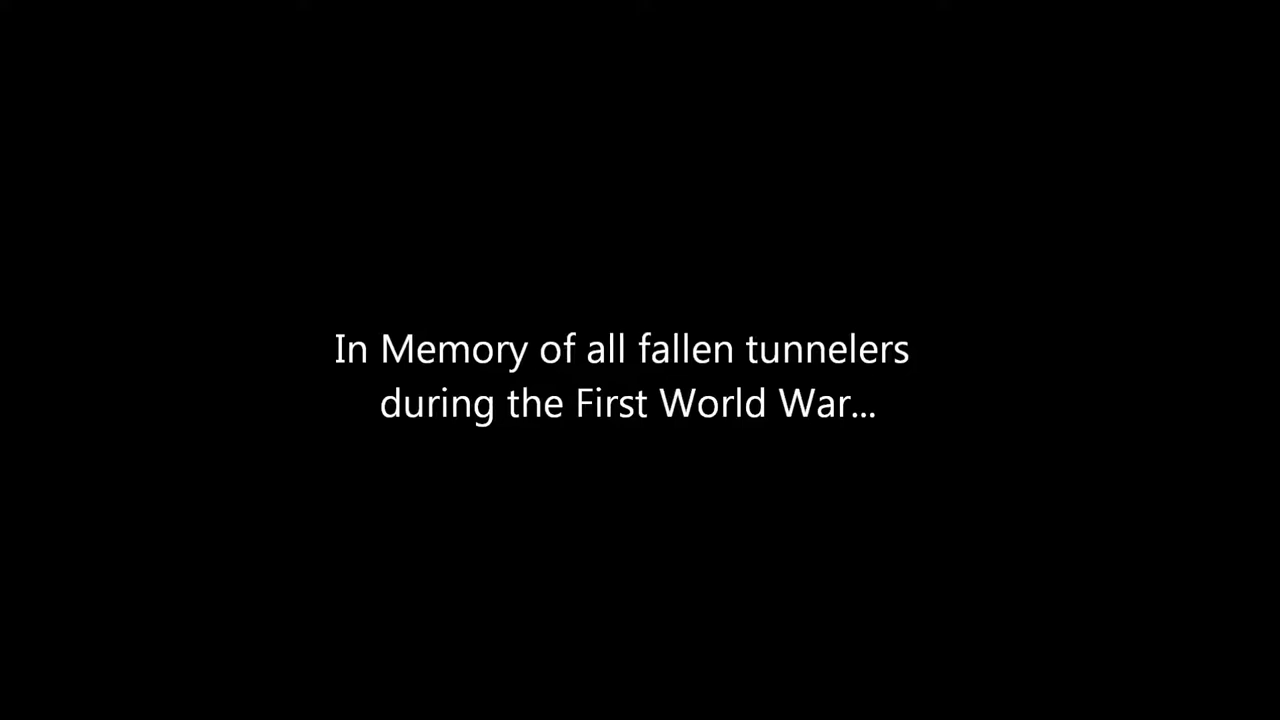 In Memory of all fallen tunnelers
during the First World War...